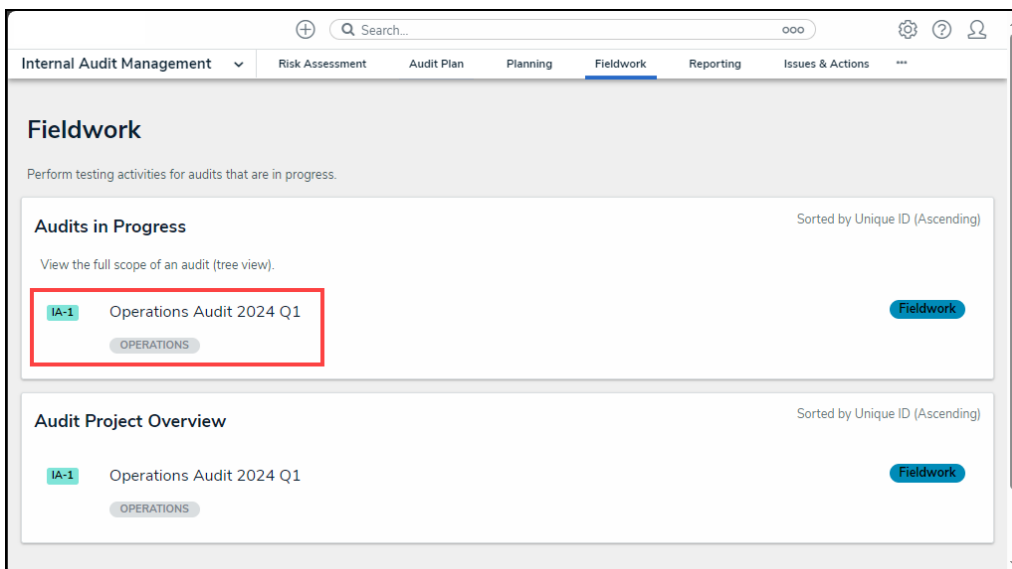 Search... ooo
Internal Audit Management Risk Assessment Audit Plan Planning Fieldwork Reporting Issues & Actions ...
Fieldwork
Perform testing activities for audits that are in progress.
Audits in Progress Sorted by Unique ID (Ascending)
View the full scope of an audit (tree view).
IA-1 Operations Audit 2024 Q1 Fieldwork
OPERATIONS
Audit Project Overview Sorted by Unique ID (Ascending)
IA-1 Operations Audit 2024 Q1 Fieldwork
OPERATIONS